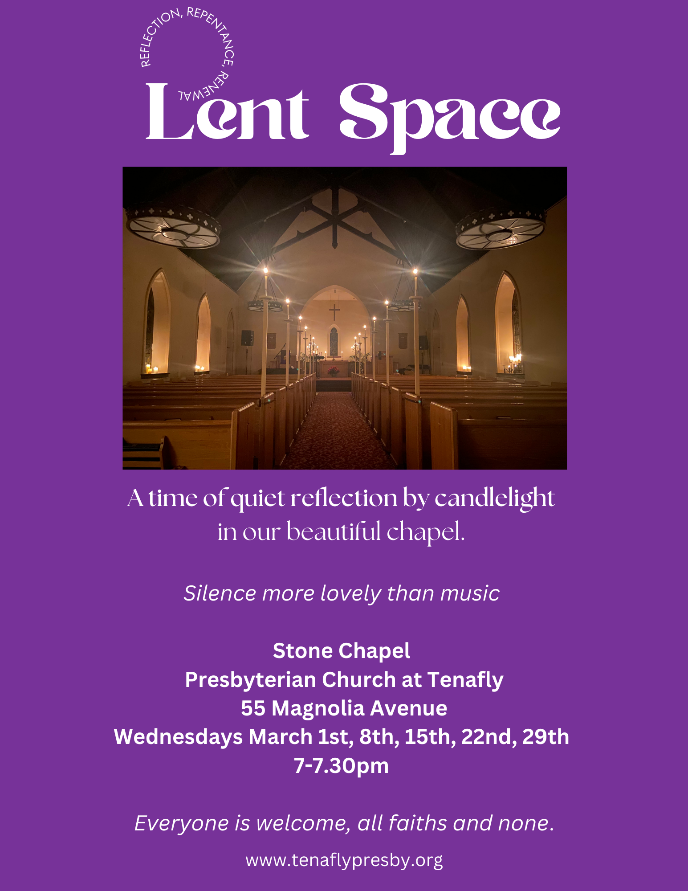 REFLECTION, REPENTANCE, RENEWAL
Lent Space
A time of quiet reflection by candlelight
in our beautiful chapel.
Silence more lovely than music
Stone Chapel
Presbyterian Church at Tenafly
55 Magnolia Avenue
Wednesdays March 1st, 8th, 15th, 22nd, 29th
7-7.30pm
Everyone is welcome, all faiths and none.
www.tenaflypresby.org